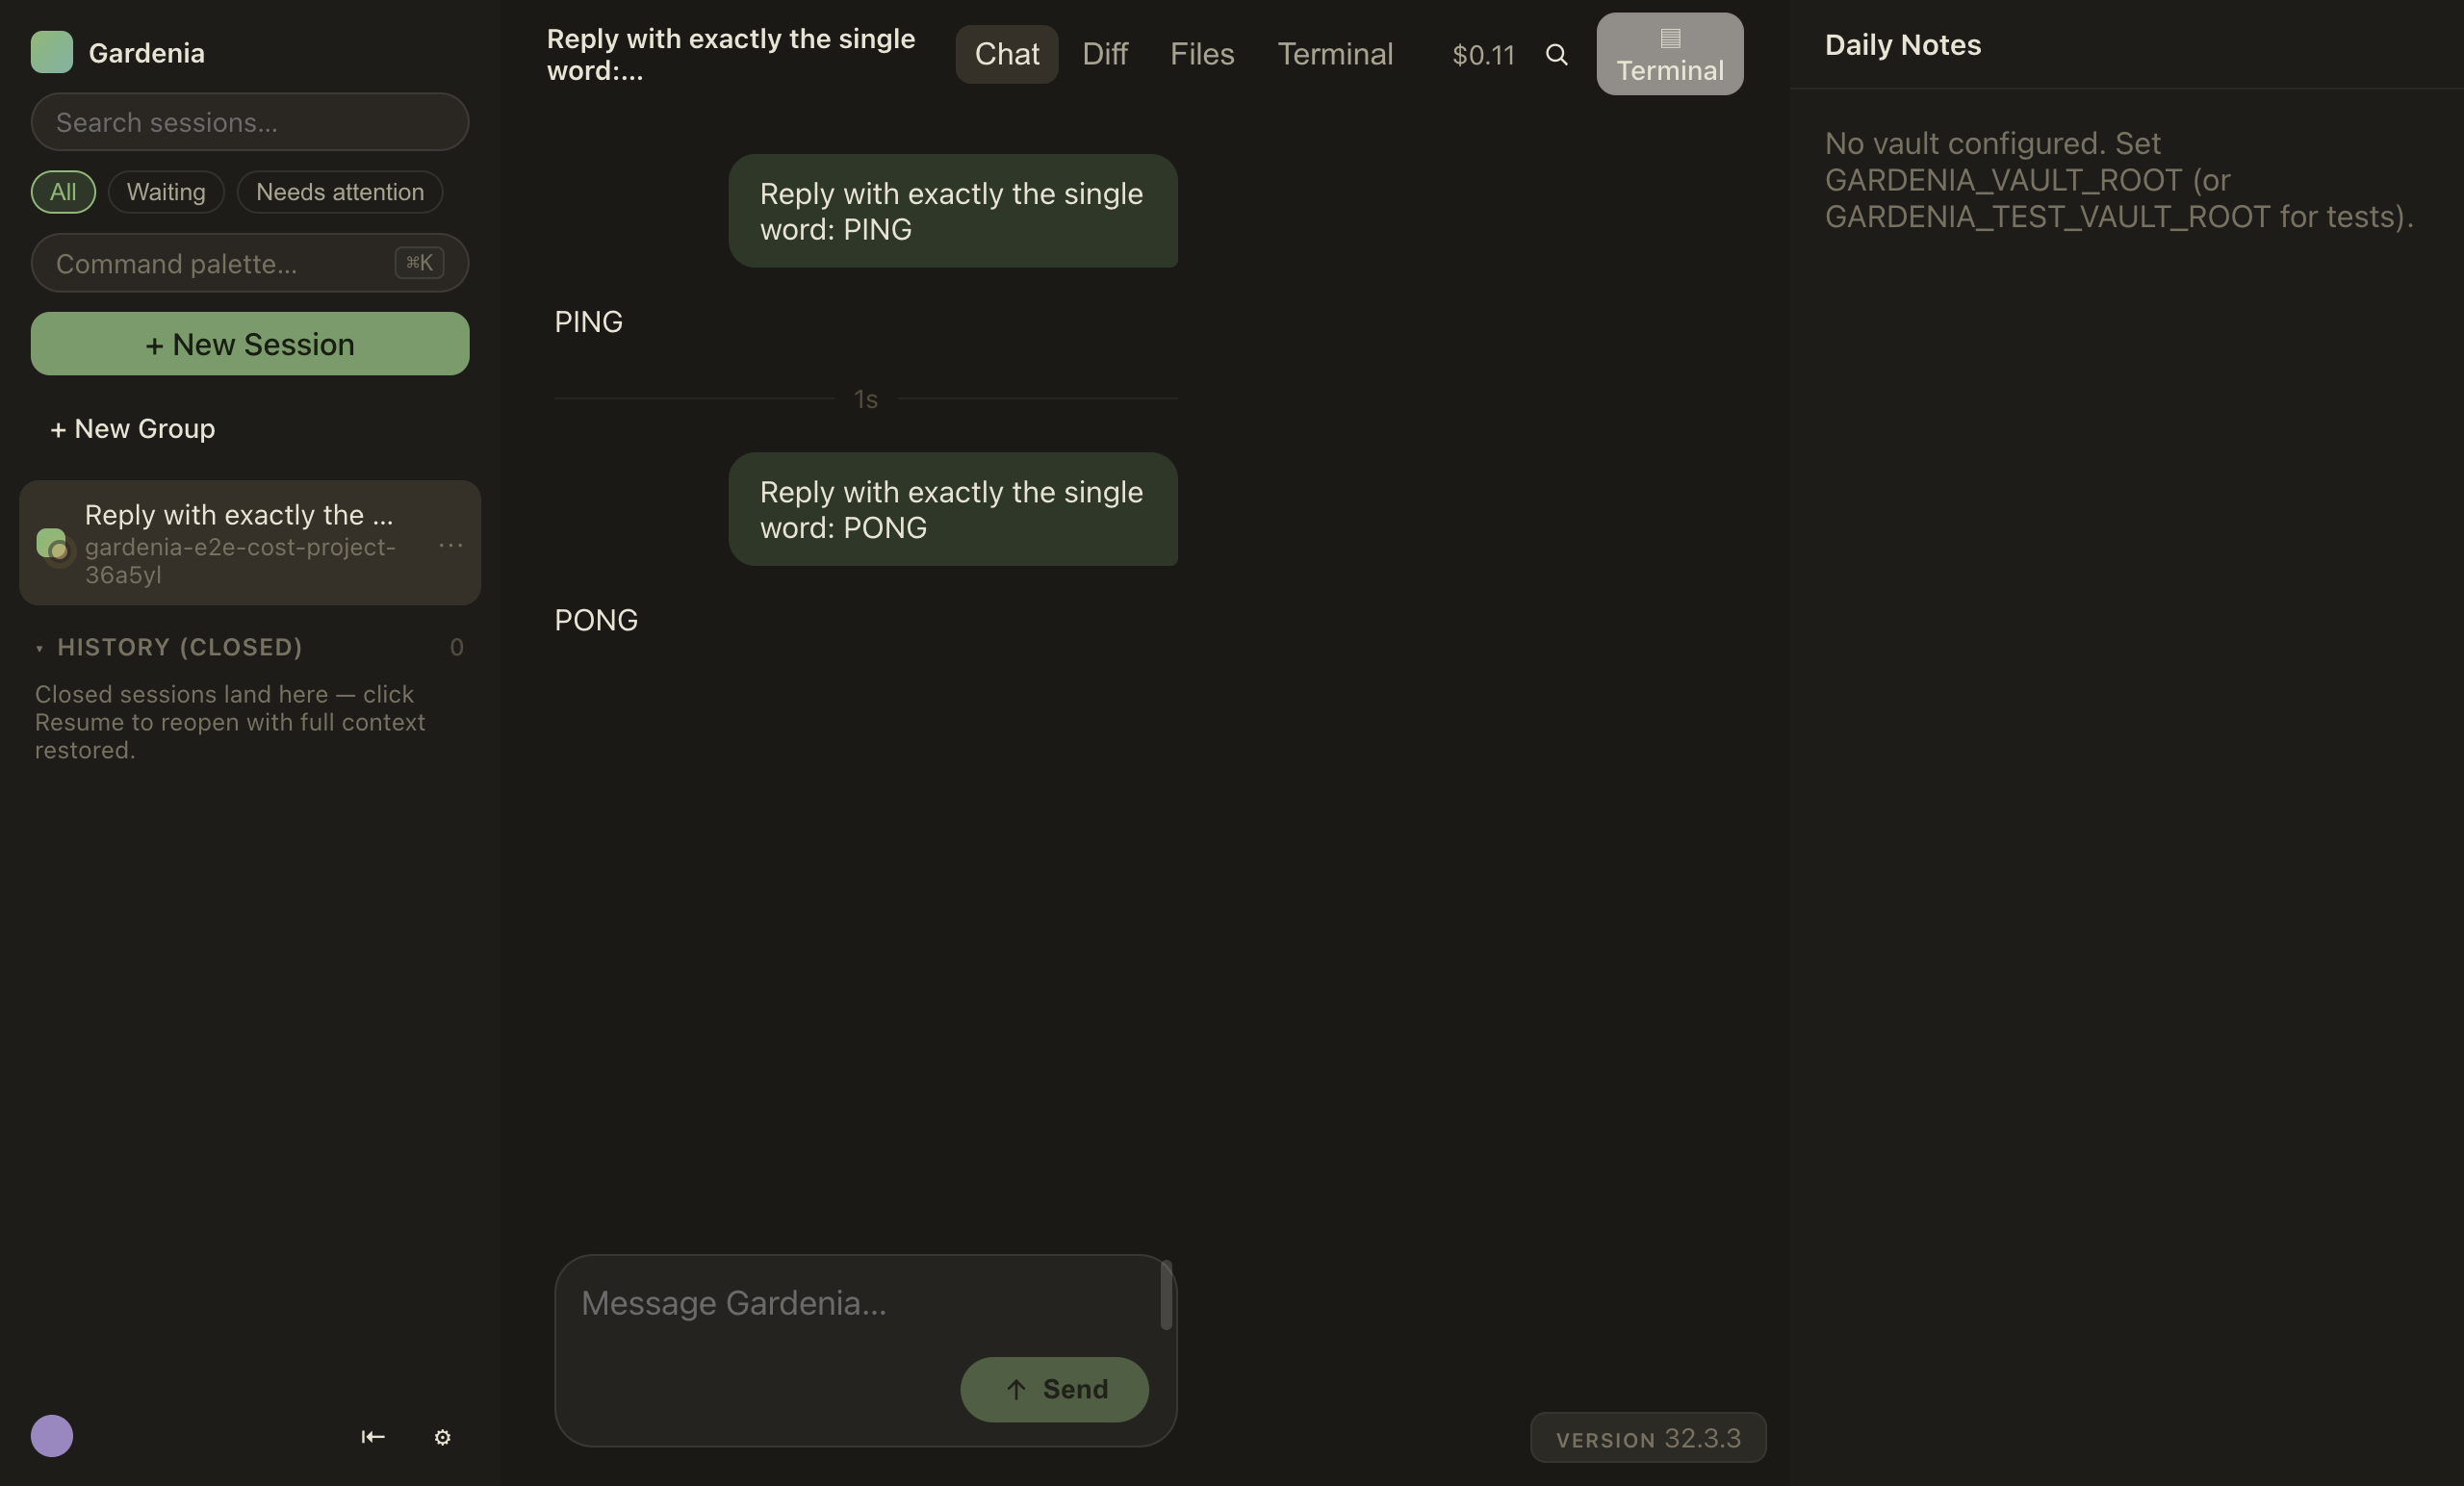 Gardenia
Search sessions...
All
Waiting
Needs attention
Command palette...
⌘K
+ New Session
+ New Group
Reply with exactly the ...
gardenia-e2e-cost-project-
36a5yl
...
▾ HISTORY (CLOSED) 0
Closed sessions land here — click
Resume to reopen with full context
restored.
Reply with exactly the single
word:...
Chat
Diff
Files
Terminal
$0.11
Terminal
Reply with exactly the single
word: PING
PING
1s
Reply with exactly the single
word: PONG
PONG
Message Gardenia...
↑ Send
VERSION 32.3.3
Daily Notes
No vault configured. Set
GARDENIA_VAULT_ROOT (or
GARDENIA_TEST_VAULT_ROOT for tests).